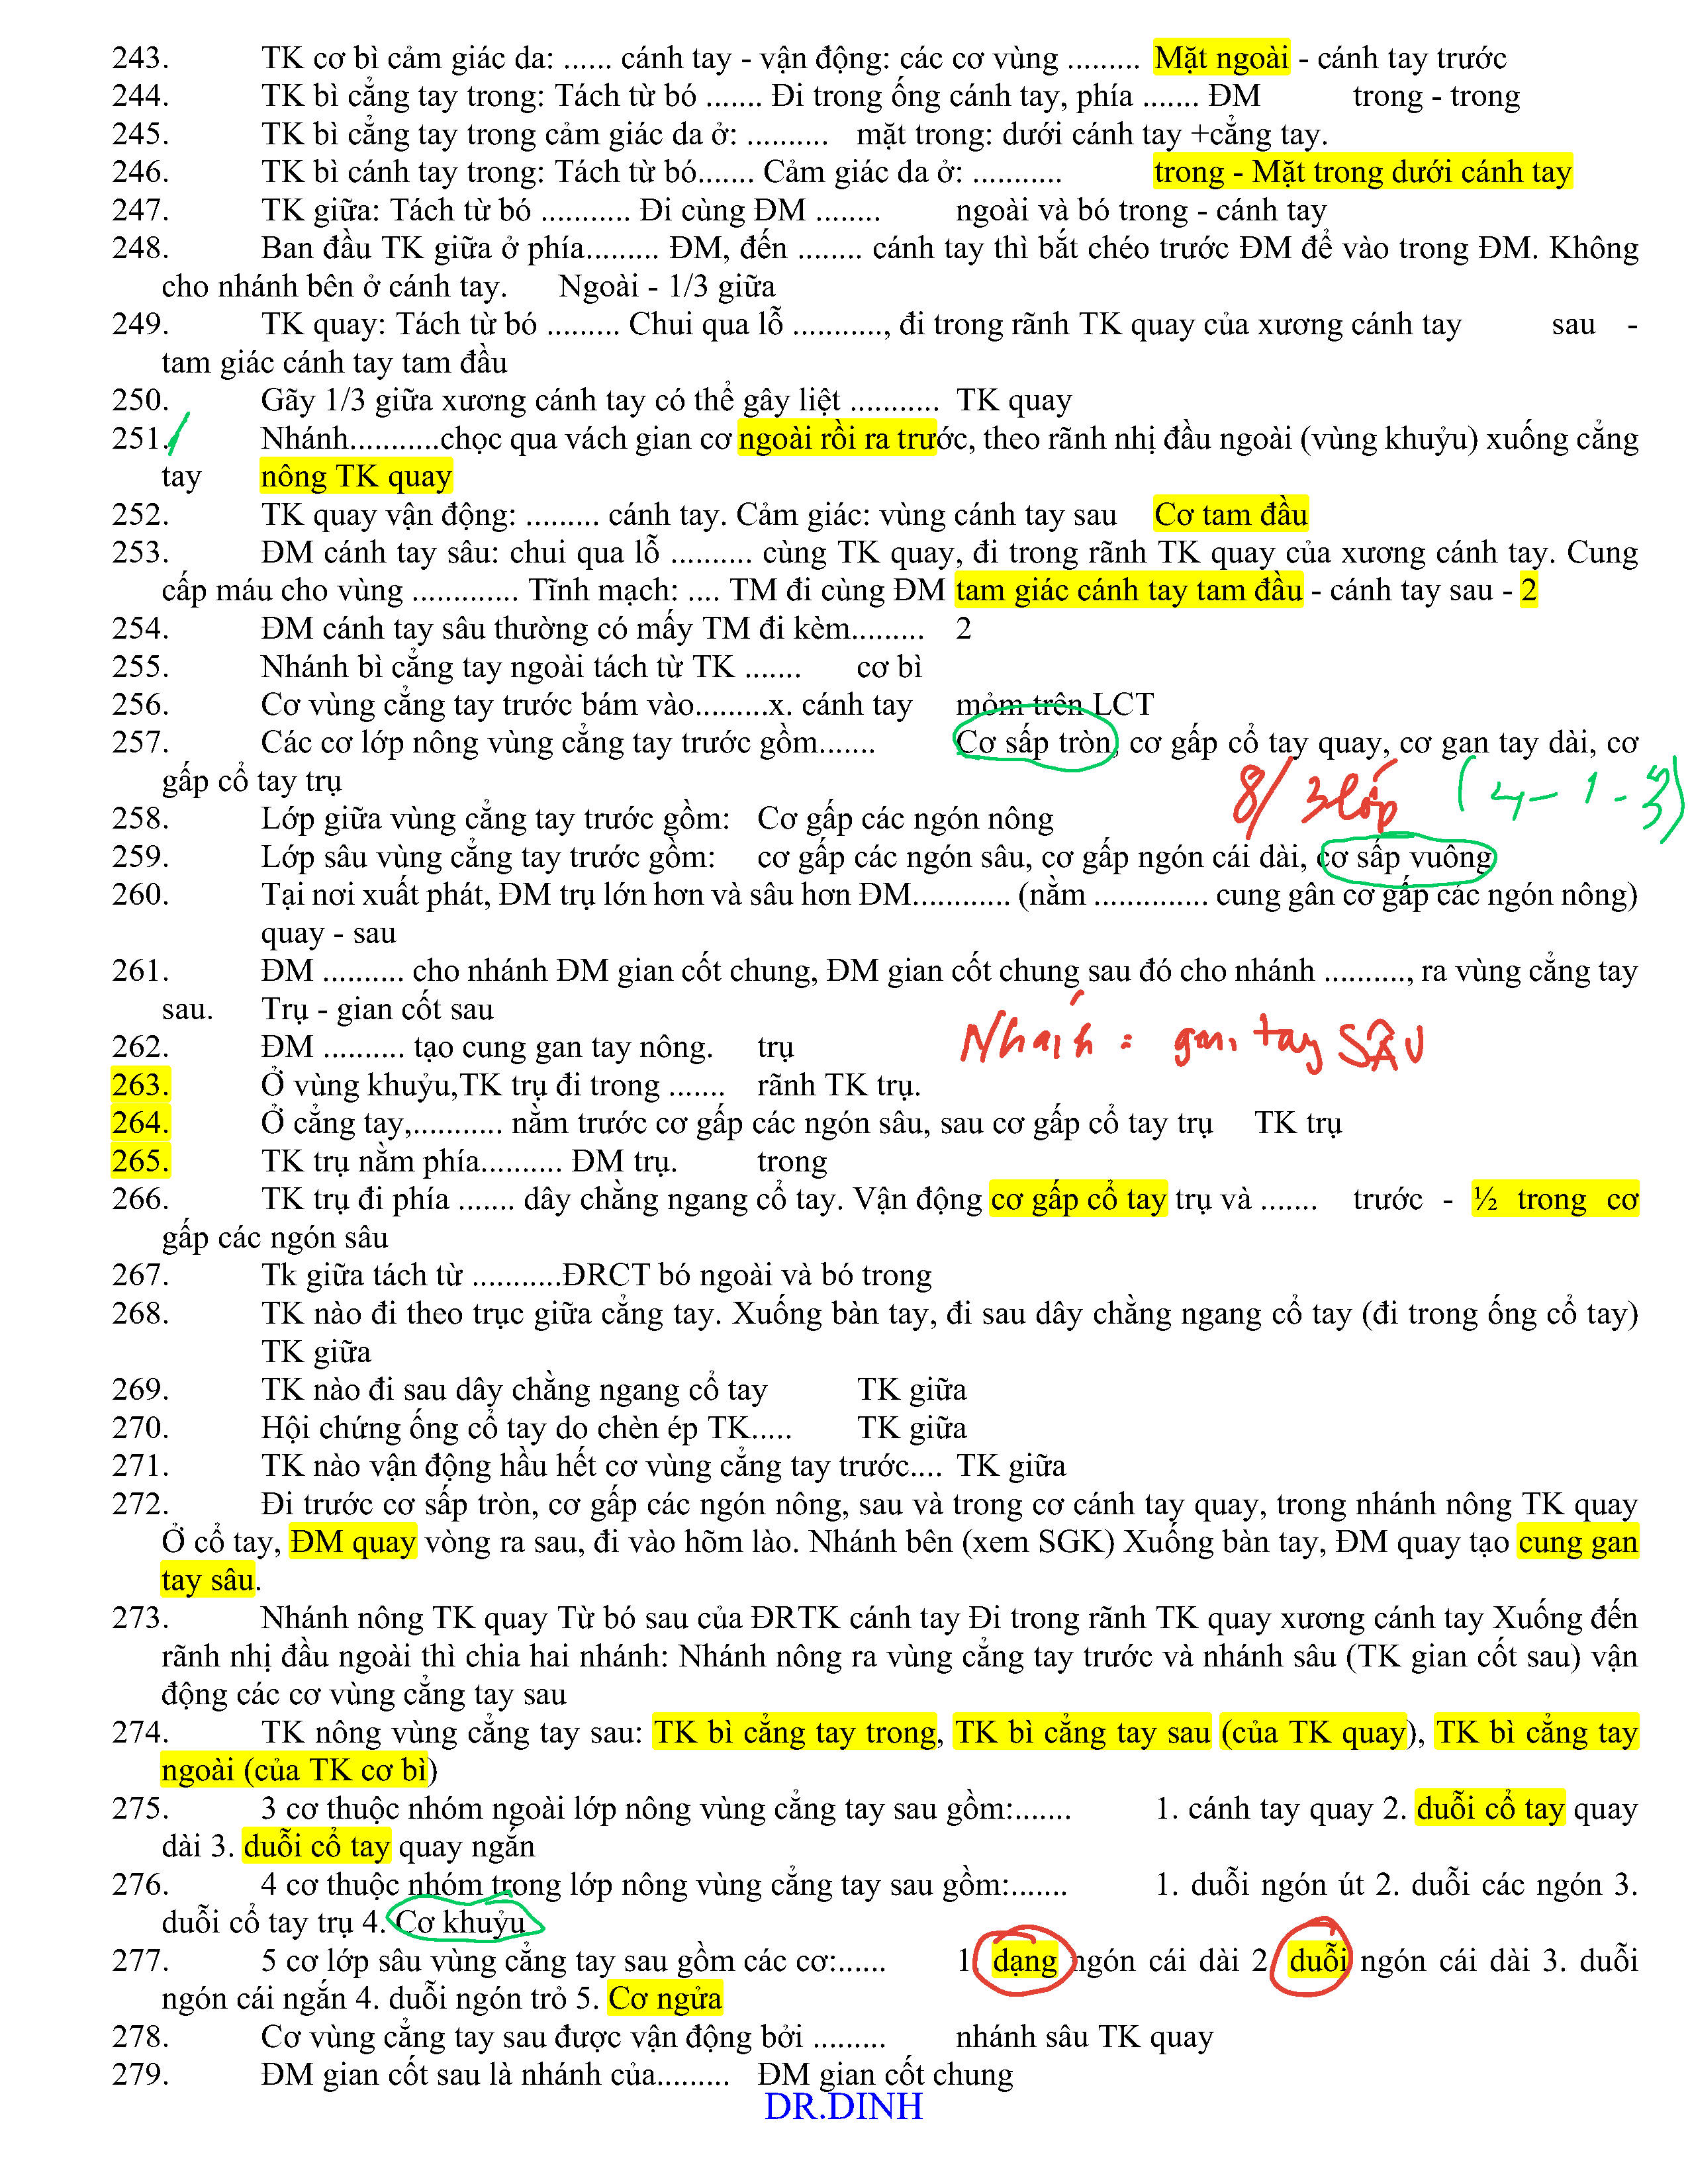 243. TK cơ bì cảm giác da: ...... cánh tay - vận động: các cơ vùng ......... Mặt ngoài - cánh tay trước
244. TK bì cẳng tay trong: Tách từ bó ....... Đi trong ống cánh tay, phía ....... ĐM trong - trong
245. TK bì cẳng tay trong cảm giác da ở: .......... mặt trong: dưới cánh tay +cẳng tay.
246. TK bì cánh tay trong: Tách từ bó....... Cảm giác da ở: ........... trong - Mặt trong dưới cánh tay
247. TK giữa: Tách từ bó ........... Đi cùng ĐM ........ ngoài và bó trong - cánh tay
248. Ban đầu TK giữa ở phía......... ĐM, đến ........ cánh tay thì bắt chéo trước ĐM để vào trong ĐM. Không
cho nhánh bên ở cánh tay. Ngoài - 1/3 giữa
249. TK quay: Tách từ bó ......... Chui qua lỗ ..........., đi trong rãnh TK quay của xương cánh tay sau -
tam giác cánh tay tam đầu
250. Gãy 1/3 giữa xương cánh tay có thể gây liệt ........... TK quay
251. Nhánh...........chọc qua vách gian cơ ngoài rồi ra trước, theo rãnh nhị đầu ngoài (vùng khuỷu) xuống cẳng
tay nông TK quay
252. TK quay vận động: ......... cánh tay. Cảm giác: vùng cánh tay sau Cơ tam đầu
253. ĐM cánh tay sâu: chui qua lỗ .......... cùng TK quay, đi trong rãnh TK quay của xương cánh tay. Cung
cấp máu cho vùng ............. Tĩnh mạch: .... TM đi cùng ĐM tam giác cánh tay tam đầu - cánh tay sau - 2
254. ĐM cánh tay sâu thường có mấy TM đi kèm......... 2
255. Nhánh bì cẳng tay ngoài tách từ TK ....... cơ bì
256. Cơ vùng cẳng tay trước bám vào.........x. cánh tay mỏm trên LCT
257. Các cơ lớp nông vùng cẳng tay trước gồm....... Cơ sấp tròn, cơ gấp cổ tay quay, cơ gan tay dài, cơ
gấp cổ tay trụ
8/ 3 lớp (4 - 1 - 3)
258. Lớp giữa vùng cẳng tay trước gồm: Cơ gấp các ngón nông
259. Lớp sâu vùng cẳng tay trước gồm: cơ gấp các ngón sâu, cơ gấp ngón cái dài, cơ sấp vuông
260. Tại nơi xuất phát, ĐM trụ lớn hơn và sâu hơn ĐM............ (nằm .............. cung gân cơ gấp các ngón nông)
quay - sau
261. ĐM .......... cho nhánh ĐM gian cốt chung, ĐM gian cốt chung sau đó cho nhánh .........., ra vùng cẳng tay
sau. Trụ - gian cốt sau
262. ĐM .......... tạo cung gan tay nông. trụ
Nhánh = gan tay SÂU
263. Ở vùng khuỷu,TK trụ đi trong ....... rãnh TK trụ.
264. Ở cẳng tay,........... nằm trước cơ gấp các ngón sâu, sau cơ gấp cổ tay trụ TK trụ
265. TK trụ nằm phía.......... ĐM trụ. trong
266. TK trụ đi phía ....... dây chằng ngang cổ tay. Vận động cơ gấp cổ tay trụ và ....... trước - ½ trong cơ
gấp các ngón sâu
267. Tk giữa tách từ ...........ĐRCT bó ngoài và bó trong
268. TK nào đi theo trục giữa cẳng tay. Xuống bàn tay, đi sau dây chằng ngang cổ tay (đi trong ống cổ tay)
TK giữa
269. TK nào đi sau dây chằng ngang cổ tay TK giữa
270. Hội chứng ống cổ tay do chèn ép TK..... TK giữa
271. TK nào vận động hầu hết cơ vùng cẳng tay trước.... TK giữa
272. Đi trước cơ sấp tròn, cơ gấp các ngón nông, sau và trong cơ cánh tay quay, trong nhánh nông TK quay
Ở cổ tay, ĐM quay vòng ra sau, đi vào hõm lào. Nhánh bên (xem SGK) Xuống bàn tay, ĐM quay tạo cung gan
tay sâu.
273. Nhánh nông TK quay Từ bó sau của ĐRTK cánh tay Đi trong rãnh TK quay xương cánh tay Xuống đến
rãnh nhị đầu ngoài thì chia hai nhánh: Nhánh nông ra vùng cẳng tay trước và nhánh sâu (TK gian cốt sau) vận
động các cơ vùng cẳng tay sau
274. TK nông vùng cẳng tay sau: TK bì cẳng tay trong, TK bì cẳng tay sau (của TK quay), TK bì cẳng tay
ngoài (của TK cơ bì)
275. 3 cơ thuộc nhóm ngoài lớp nông vùng cẳng tay sau gồm:....... 1. cánh tay quay 2. duỗi cổ tay quay
dài 3. duỗi cổ tay quay ngắn
276. 4 cơ thuộc nhóm trong lớp nông vùng cẳng tay sau gồm:....... 1. duỗi ngón út 2. duỗi các ngón 3.
duỗi cổ tay trụ 4. Cơ khuỷu
277. 5 cơ lớp sâu vùng cẳng tay sau gồm các cơ:...... 1. dạng ngón cái dài 2. duỗi ngón cái dài 3. duỗi
ngón cái ngắn 4. duỗi ngón trỏ 5. Cơ ngửa
278. Cơ vùng cẳng tay sau được vận động bởi ......... nhánh sâu TK quay
279. ĐM gian cốt sau là nhánh của......... ĐM gian cốt chung
DR.DINH